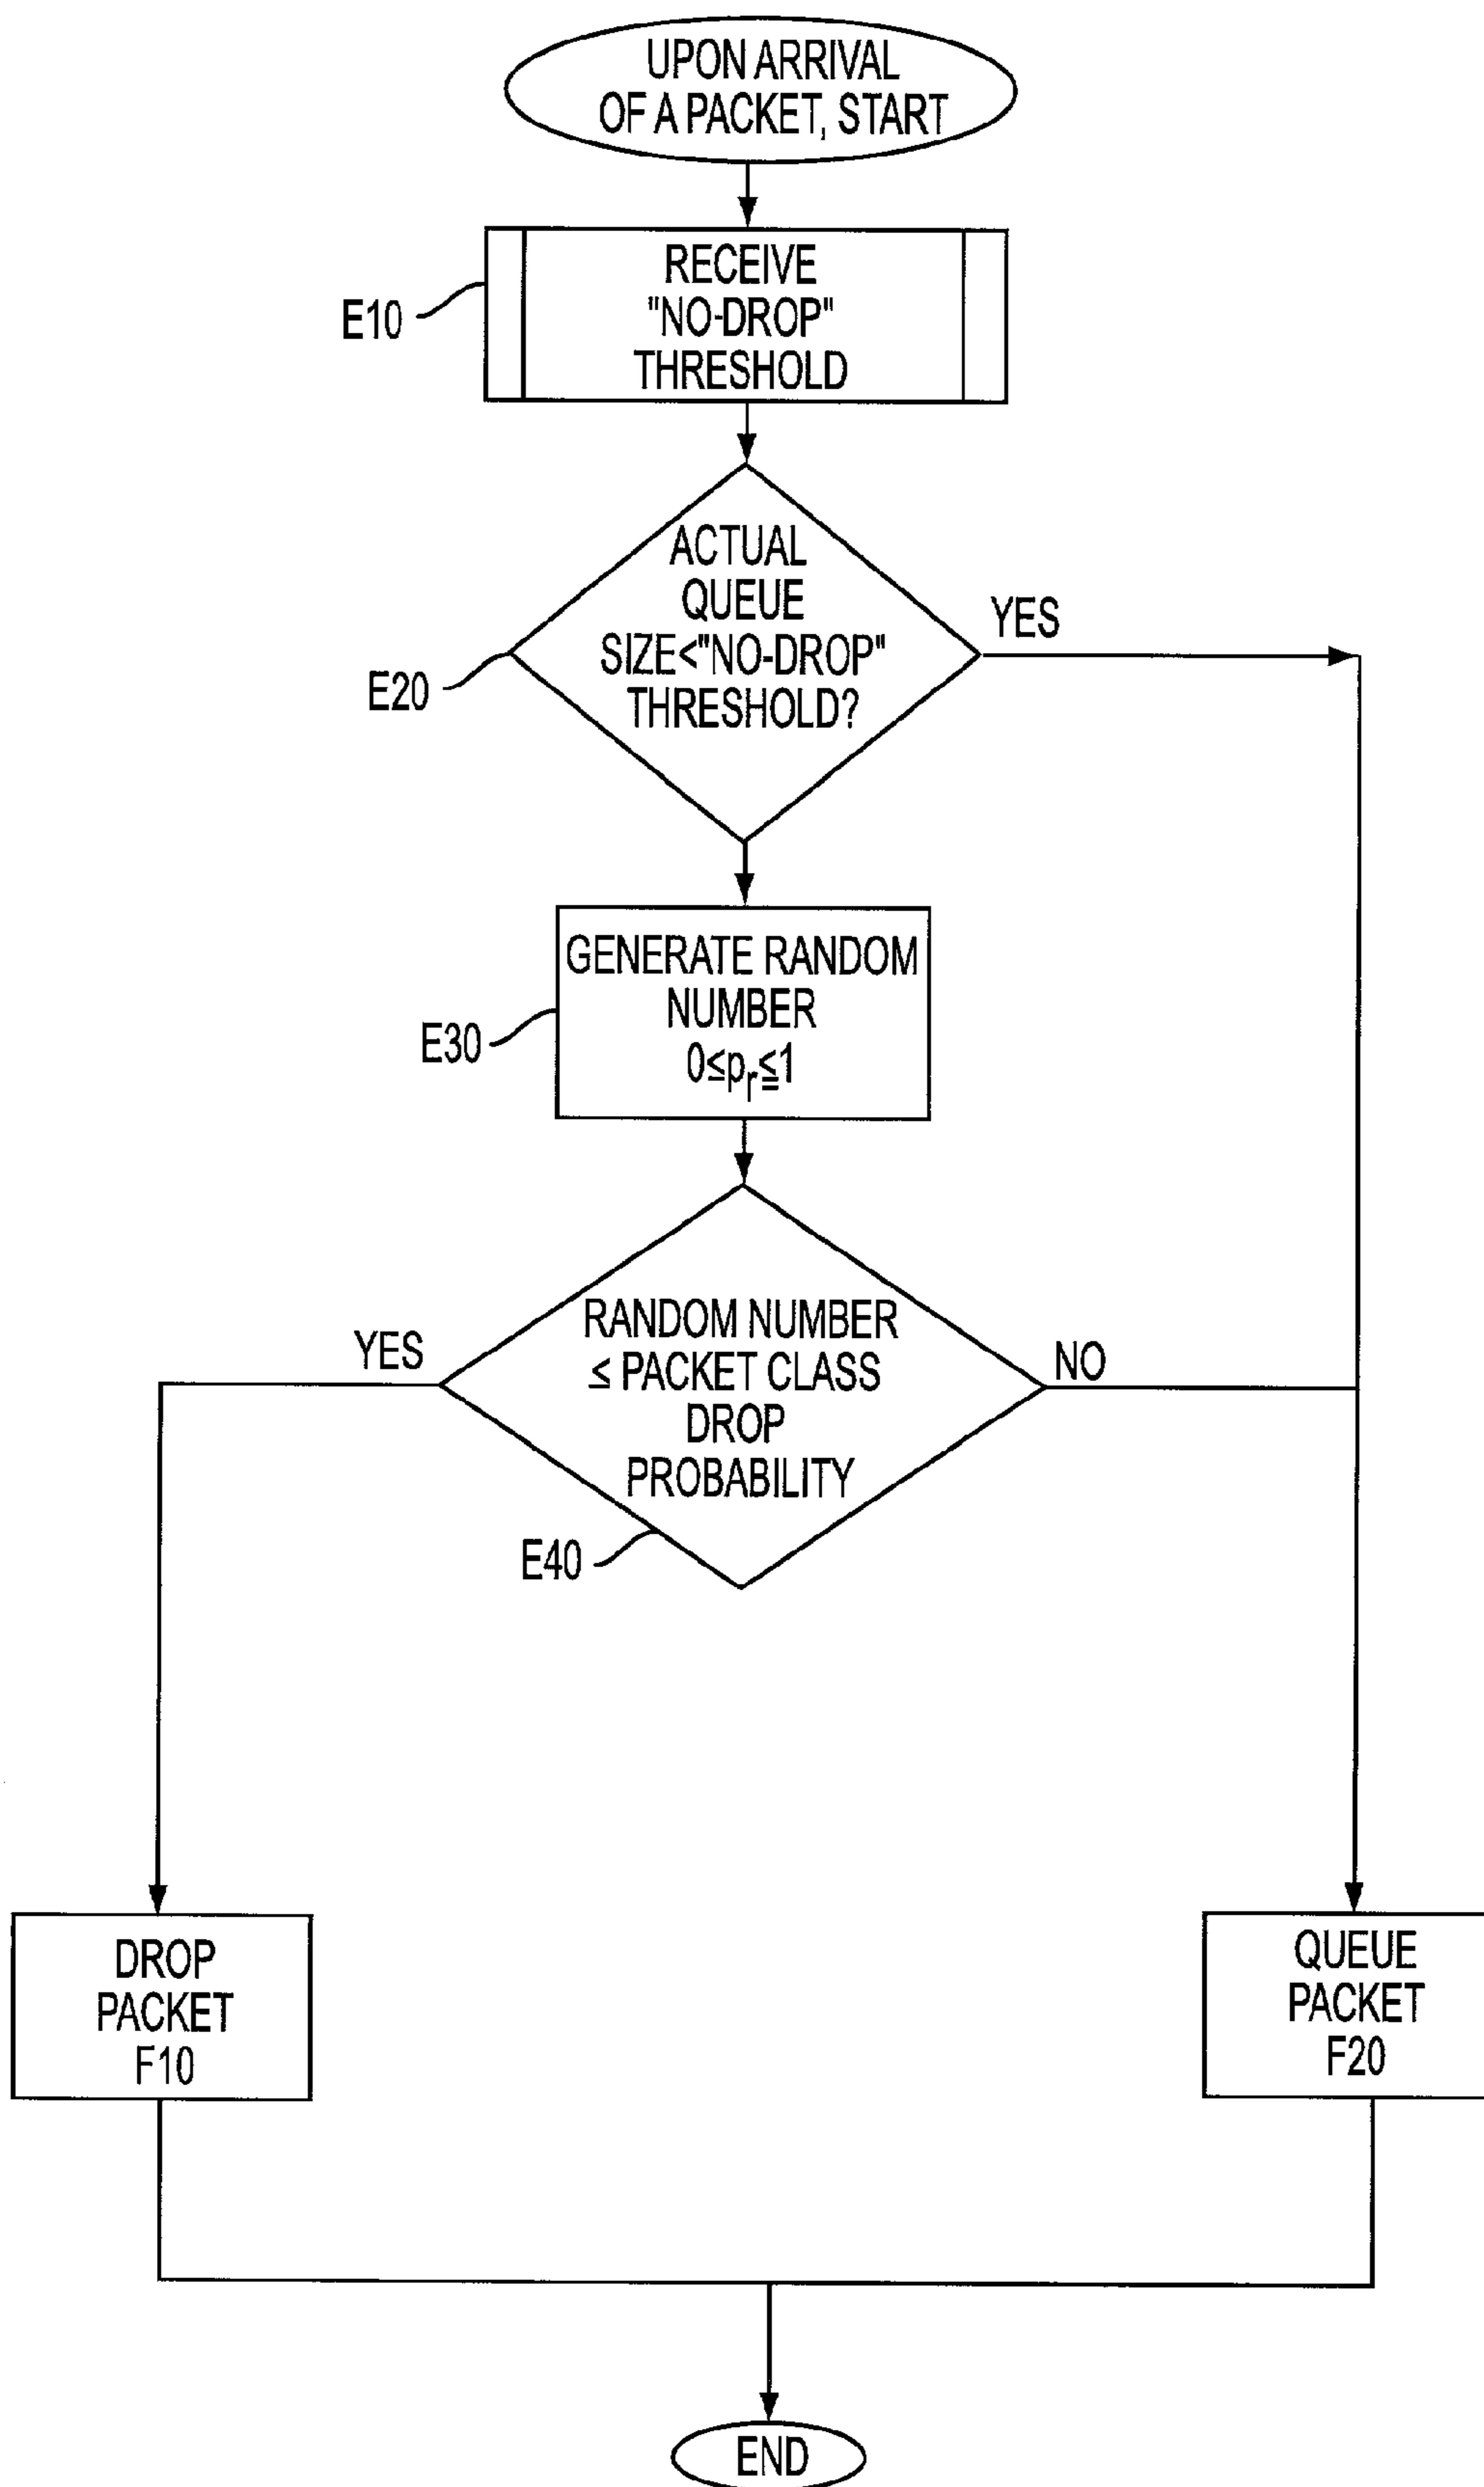 UPON ARRIVAL
OF A PACKET, START
RECEIVE
"NO-DROP"
THRESHOLD
E10
ACTUAL
QUEUE
SIZE<"NO-DROP"
THRESHOLD?
YES
E20
GENERATE RANDOM
NUMBER
0≤pr≦1
E30
RANDOM NUMBER
≤ PACKET CLASS
DROP
PROBABILITY
YES
NO
E40
DROP
PACKET
F10
QUEUE
PACKET
F20
END